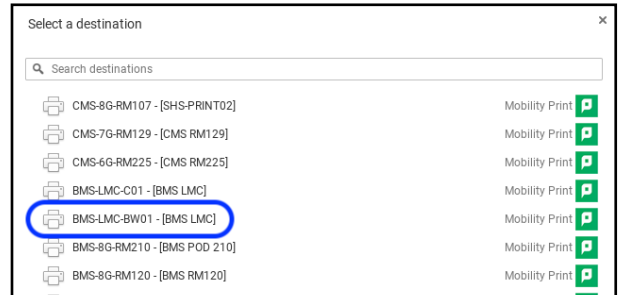 Select a destination ×
Search destinations
CMS-8G-RM107 - [SHS-PRINT02] Mobility Print
CMS-7G-RM129 - [CMS RM129] Mobility Print
CMS-6G-RM225 - [CMS RM225] Mobility Print
BMS-LMC-C01 - [BMS LMC] Mobility Print
BMS-LMC-BW01 - [BMS LMC] Mobility Print
BMS-8G-RM210 - [BMS POD 210] Mobility Print
BMS-8G-RM120 - [BMS RM120] Mobility Print